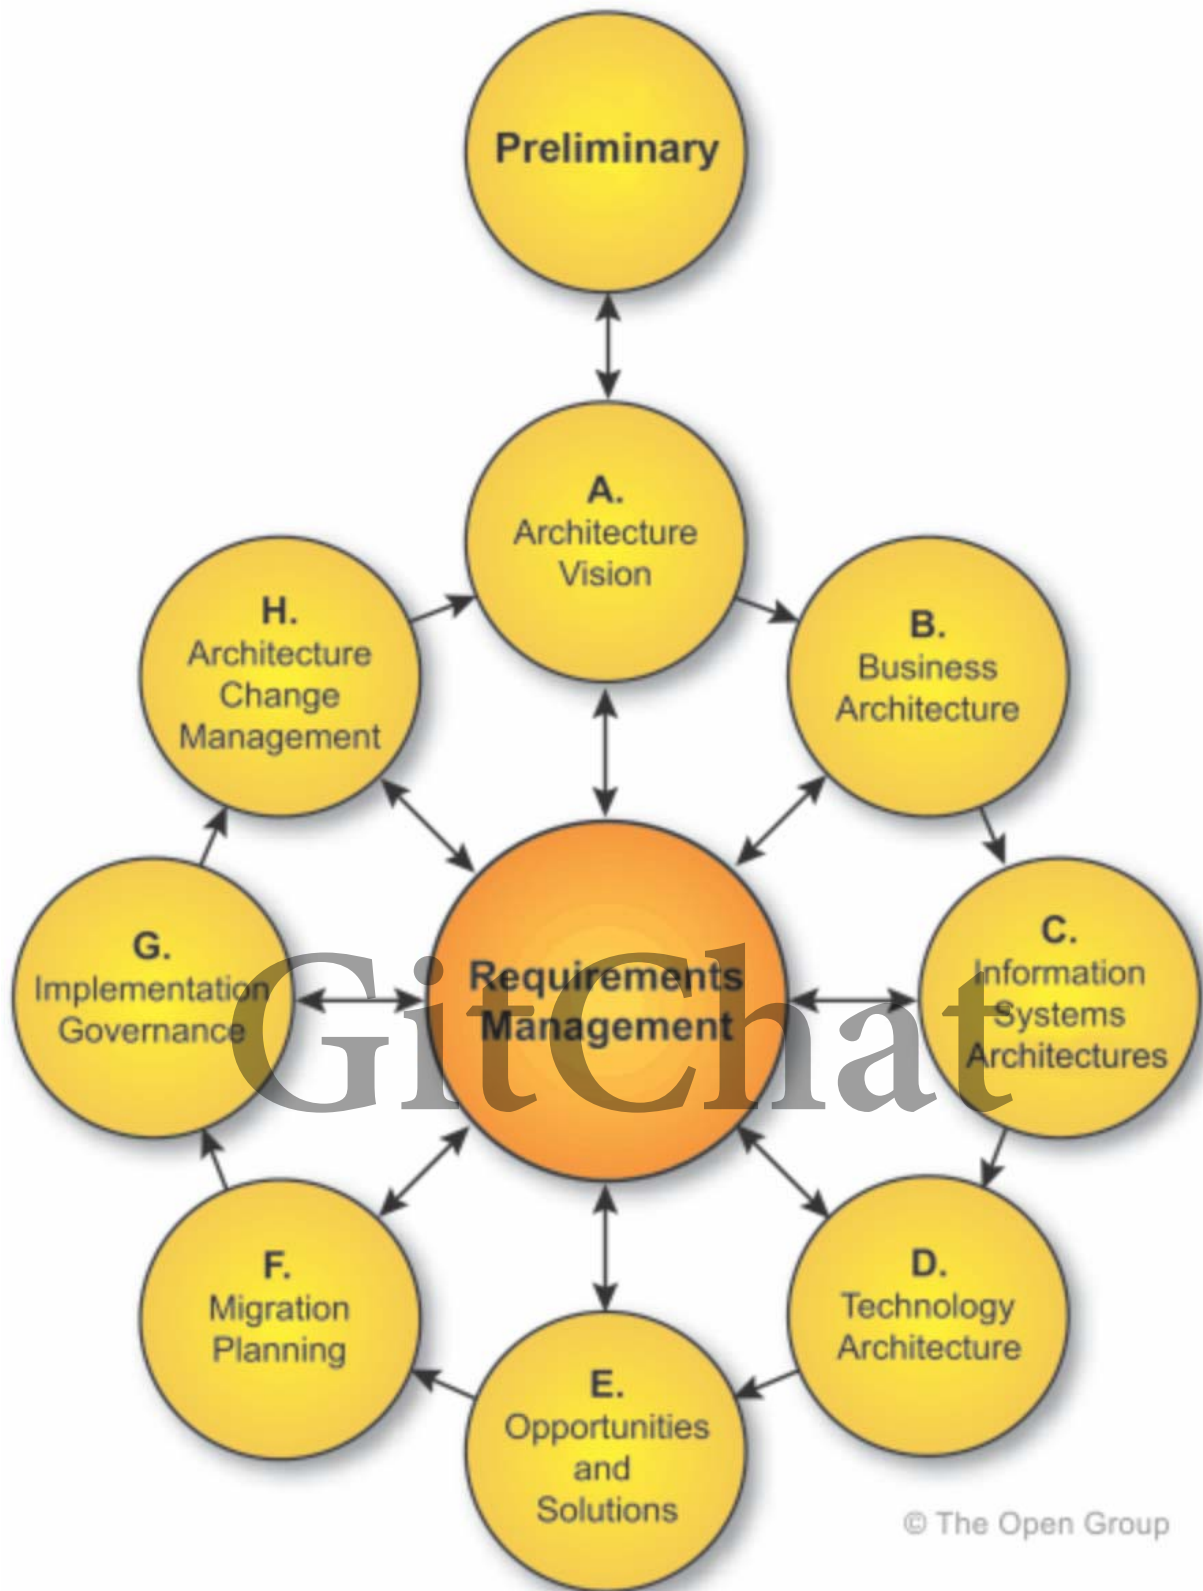 Preliminary
A.
Architecture
Vision
B.
Business
Architecture
C.
Information
Systems
Architectures
D.
Technology
Architecture
E.
Opportunities
and
Solutions
F.
Migration
Planning
G.
Implementation
Governance
H.
Architecture
Change
Management
Requirements
Management
GitChat
© The Open Group